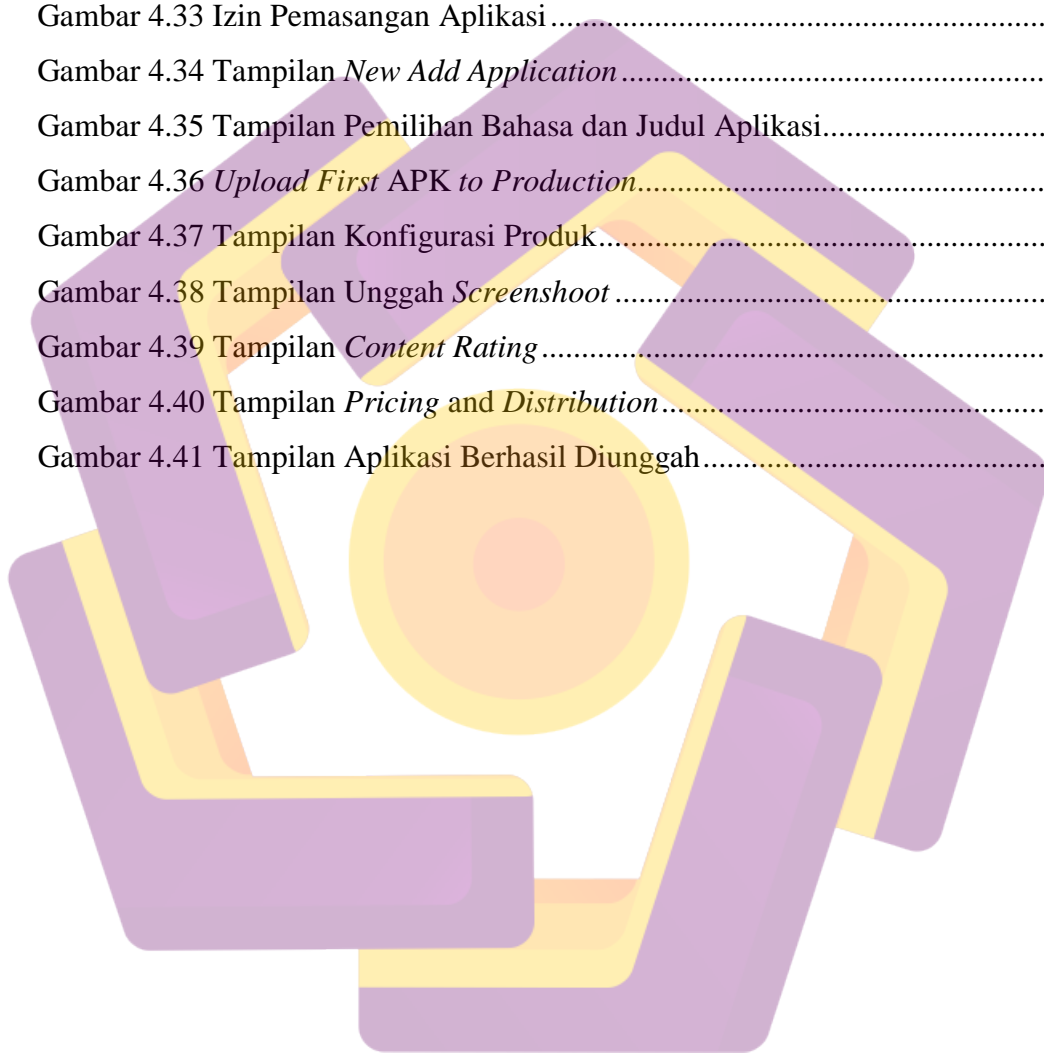 Gambar 4.33 Izin Pemasangan Aplikasi................................................................
Gambar 4.34 Tampilan New Add Application......................................................
Gambar 4.35 Tampilan Pemilihan Bahasa dan Judul Aplikasi............................
Gambar 4.36 Upload First APK to Production....................................................
Gambar 4.37 Tampilan Konfigurasi Produk.........................................................
Gambar 4.38 Tampilan Unggah Screenshoot.......................................................
Gambar 4.39 Tampilan Content Rating.................................................................
Gambar 4.40 Tampilan Pricing and Distribution.................................................
Gambar 4.41 Tampilan Aplikasi Berhasil Diunggah............................................